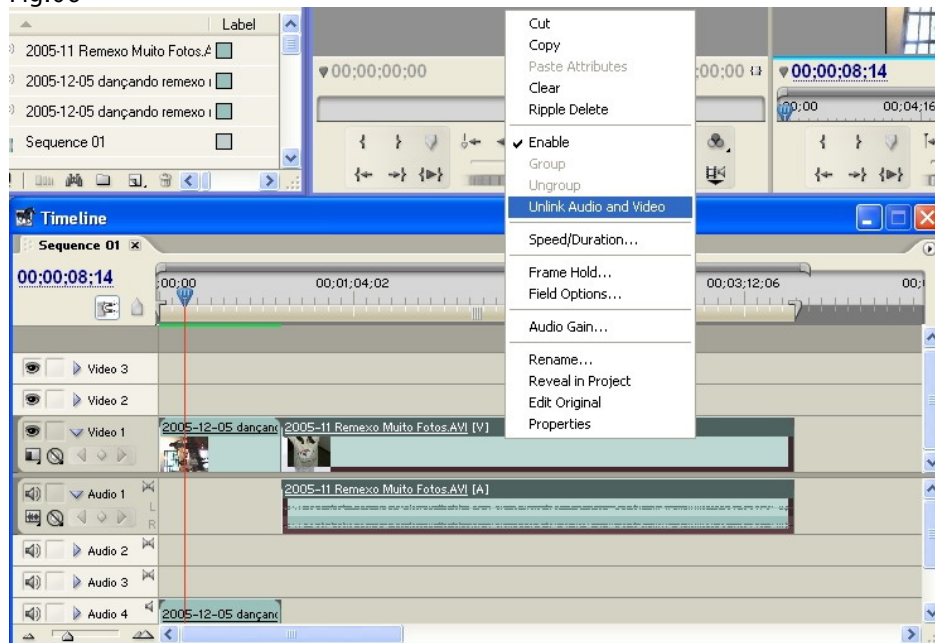 Label
2005-11 Remexo Muito Fotos.A
2005-12-05 dançando remexo
2005-12-05 dançando remexo
Sequence 01
00;00;00;00
:00;00
00;00;08;14
00;00
00;04;16
Cut
Copy
Paste Attributes
Clear
Ripple Delete
Enable
Group
Ungroup
Unlink Audio and Video
Speed/Duration...
Frame Hold...
Field Options...
Audio Gain...
Rename...
Reveal in Project
Edit Original
Properties
Timeline
Sequence 01
00;00;08;14
;00;00
00;01;04;02
00;03;12;06
00;
Video 3
Video 2
Video 1
2005-12-05 dançanc
2005-11 Remexo Muito Fotos.AVI [V]
Audio 1
L
R
2005-11 Remexo Muito Fotos.AVI [A]
Audio 2
Audio 3
Audio 4
2005-12-05 dançanc